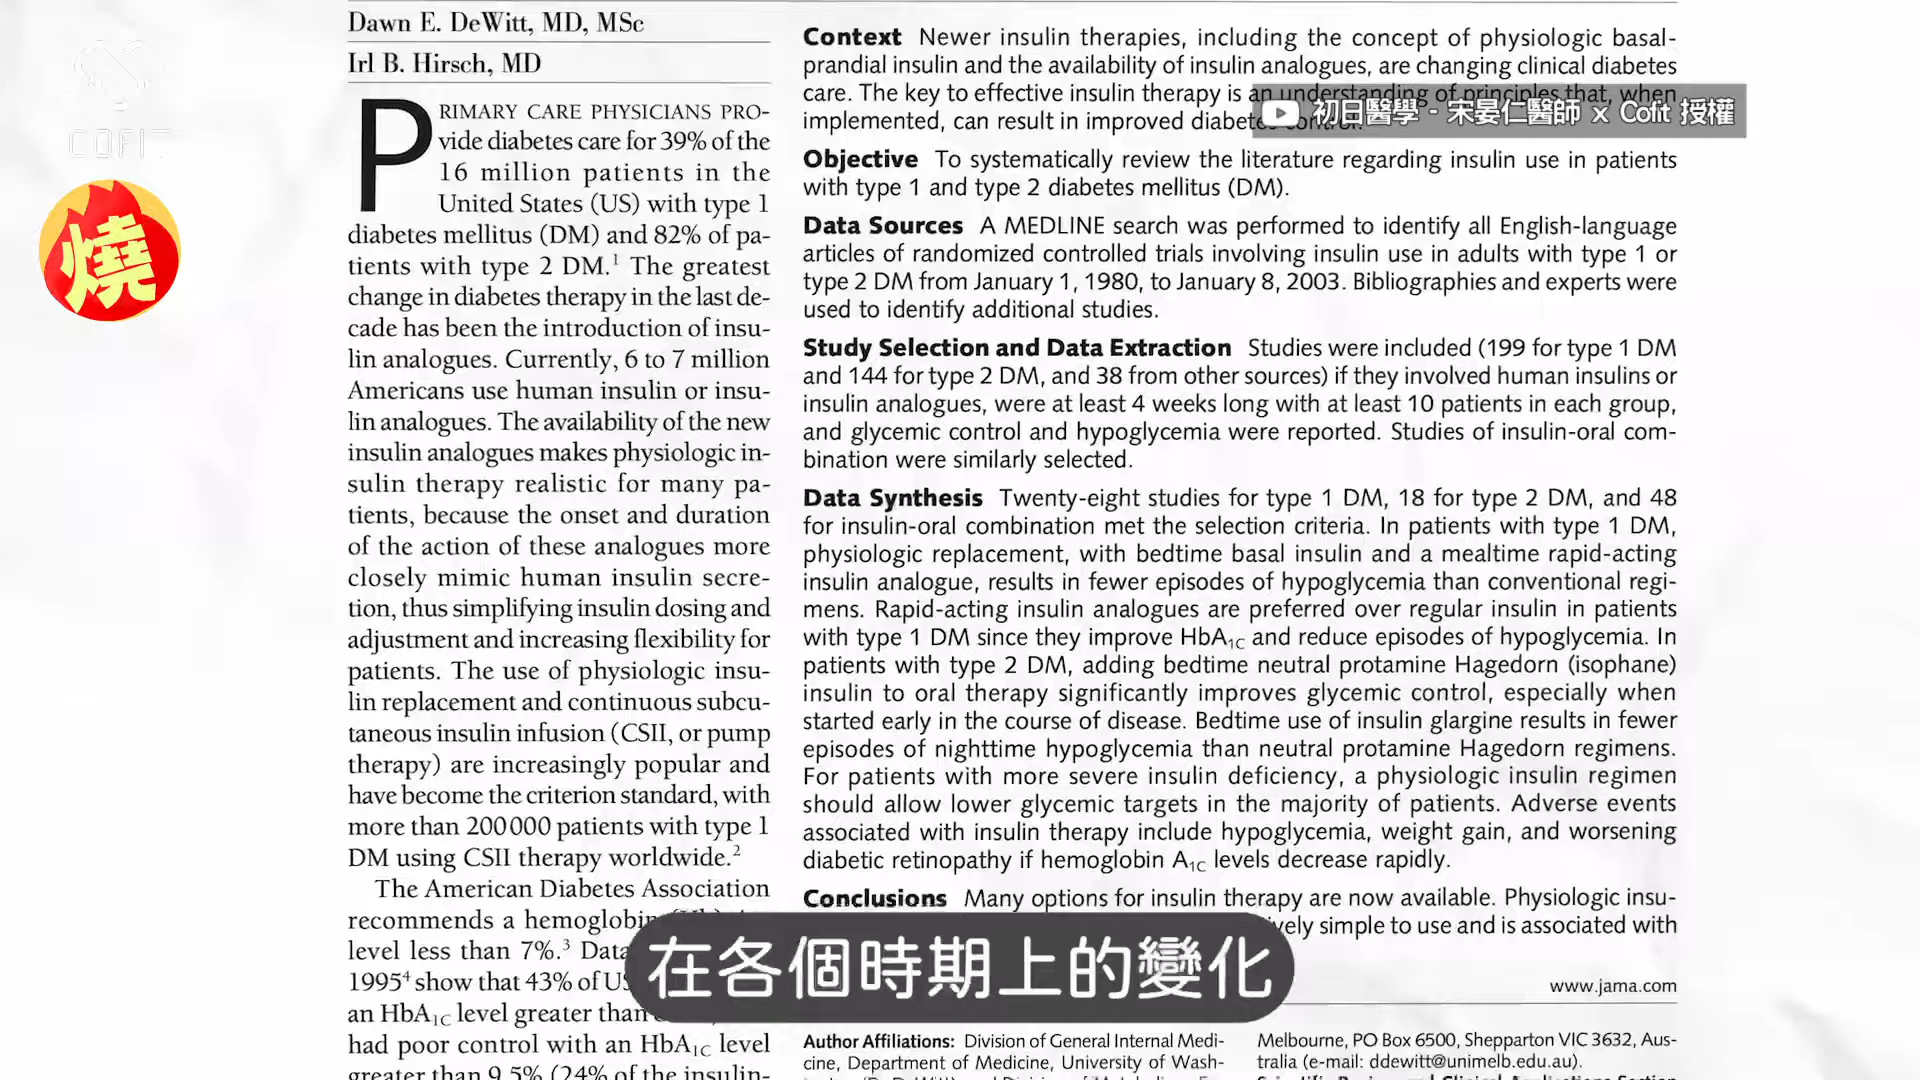 COFIT
燒
Dawn E. DeWitt, MD, MSc
Irl B. Hirsch, MD
PRIMARY CARE PHYSICIANS PRO-
vide diabetes care for 39% of the
16 million patients in the
United States (US) with type 1
diabetes mellitus (DM) and 82% of pa-
tients with type 2 DM.1 The greatest
change in diabetes therapy in the last de-
cade has been the introduction of insu-
lin analogues. Currently, 6 to 7 million
Americans use human insulin or insu-
lin analogues. The availability of the new
insulin analogues makes physiologic in-
sulin therapy realistic for many pa-
tients, because the onset and duration
of the action of these analogues more
closely mimic human insulin secre-
tion, thus simplifying insulin dosing and
adjustment and increasing flexibility for
patients. The use of physiologic insu-
lin replacement and continuous subcu-
taneous insulin infusion (CSII, or pump
therapy) are increasingly popular and
have become the criterion standard, with
more than 200 000 patients with type 1
DM using CSII therapy worldwide.2
The American Diabetes Association
recommends a hemoglobin
level less than 7%.3 Data
19954 show that 43% of US
an HbA1C level greater than
had poor control with an HbA1C level
greater than 9.5% (24% of the insulin-
Context Newer insulin therapies, including the concept of physiologic basal-
prandial insulin and the availability of insulin analogues, are changing clinical diabetes
care. The key to effective insulin therapy is an understanding of principles that, when
implemented, can result in improved diabetes control.
初日醫學 - 宋晏仁醫師 x Cofit 授權
Objective To systematically review the literature regarding insulin use in patients
with type 1 and type 2 diabetes mellitus (DM).
Data Sources A MEDLINE search was performed to identify all English-language
articles of randomized controlled trials involving insulin use in adults with type 1 or
type 2 DM from January 1, 1980, to January 8, 2003. Bibliographies and experts were
used to identify additional studies.
Study Selection and Data Extraction Studies were included (199 for type 1 DM
and 144 for type 2 DM, and 38 from other sources) if they involved human insulins or
insulin analogues, were at least 4 weeks long with at least 10 patients in each group,
and glycemic control and hypoglycemia were reported. Studies of insulin-oral com-
bination were similarly selected.
Data Synthesis Twenty-eight studies for type 1 DM, 18 for type 2 DM, and 48
for insulin-oral combination met the selection criteria. In patients with type 1 DM,
physiologic replacement, with bedtime basal insulin and a mealtime rapid-acting
insulin analogue, results in fewer episodes of hypoglycemia than conventional regi-
mens. Rapid-acting insulin analogues are preferred over regular insulin in patients
with type 1 DM since they improve HbA1C and reduce episodes of hypoglycemia. In
patients with type 2 DM, adding bedtime neutral protamine Hagedorn (isophane)
insulin to oral therapy significantly improves glycemic control, especially when
started early in the course of disease. Bedtime use of insulin glargine results in fewer
episodes of nighttime hypoglycemia than neutral protamine Hagedorn regimens.
For patients with more severe insulin deficiency, a physiologic insulin regimen
should allow lower glycemic targets in the majority of patients. Adverse events
associated with insulin therapy include hypoglycemia, weight gain, and worsening
diabetic retinopathy if hemoglobin A1C levels decrease rapidly.
Conclusions Many options for insulin therapy are now available. Physiologic insu-
simple to use and is associated with
在各個時期上的變化
www.jama.com
Author Affiliations: Division of General Internal Medi-
cine, Department of Medicine, University of Wash-
Melbourne, PO Box 6500, Shepparton VIC 3632, Aus-
tralia (e-mail: ddewitt@unimelb.edu.au).